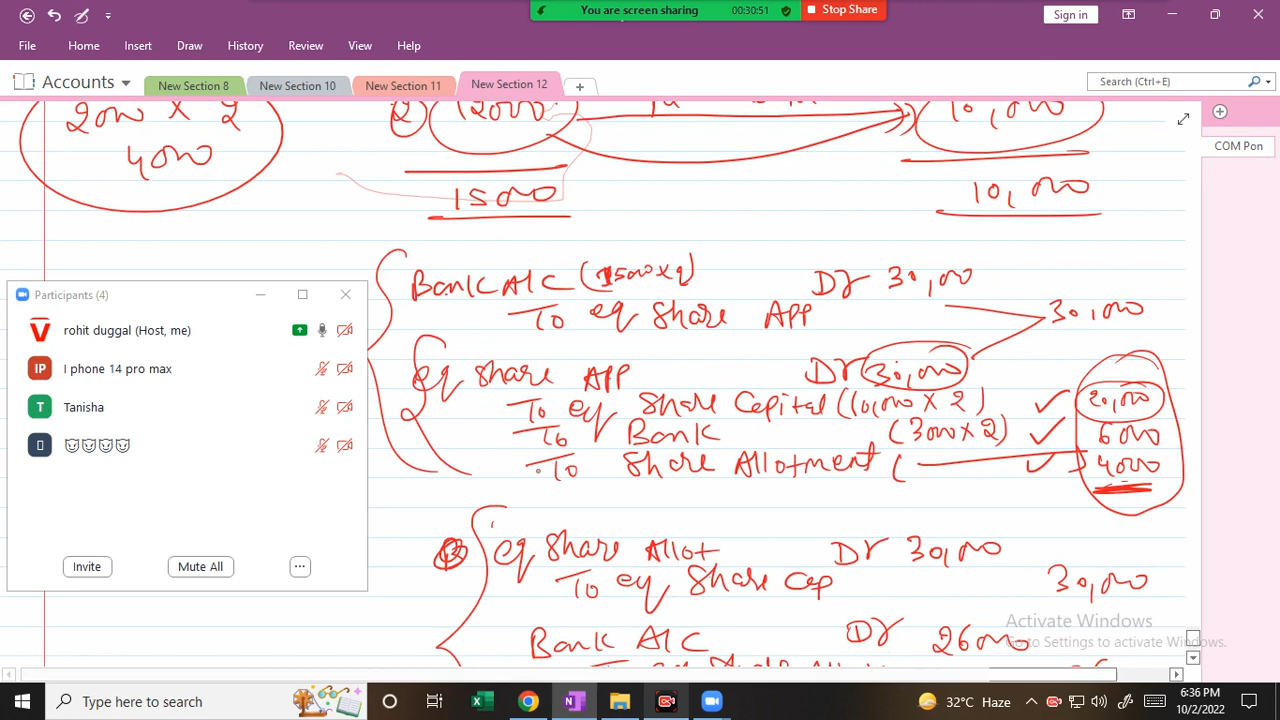 You are screen sharing 00:30:51 Stop Share
Sign in
File Home Insert Draw History Review View Help
Accounts New Section 8 New Section 10 New Section 11 New Section 12
Search (Ctrl+E)
COM Pon
2000 x 2
4000
2) 12000 10,000
15000 10,000
Bank A/C (15000x2) Dr 30,000
To eq Share APP 30,000
eq share APP Dr 30,000
To eq Share Capital (10,000 x 2) 20,000
To Bank (3000x2) 6000
To Share Allotment ( ) 4000
eq Share Allot Dr 30,000
To eq Share Cap 30,000
Bank A/C Dr 26000
Participants (4)
rohit duggal (Host, me)
IP I phone 14 pro max
T Tanisha
Invite Mute All ...
Activate Windows
Go to Settings to activate Windows.
Type here to search
32°C Haze
6:36 PM
10/2/2022